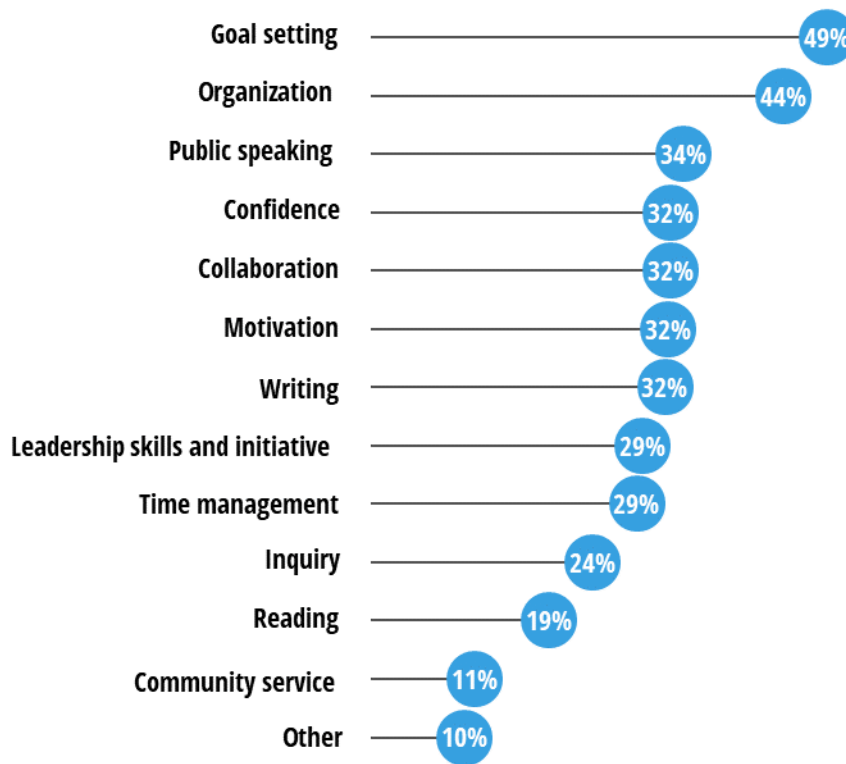 Goal setting 49%
Organization 44%
Public speaking 34%
Confidence 32%
Collaboration 32%
Motivation 32%
Writing 32%
Leadership skills and initiative 29%
Time management 29%
Inquiry 24%
Reading 19%
Community service 11%
Other 10%